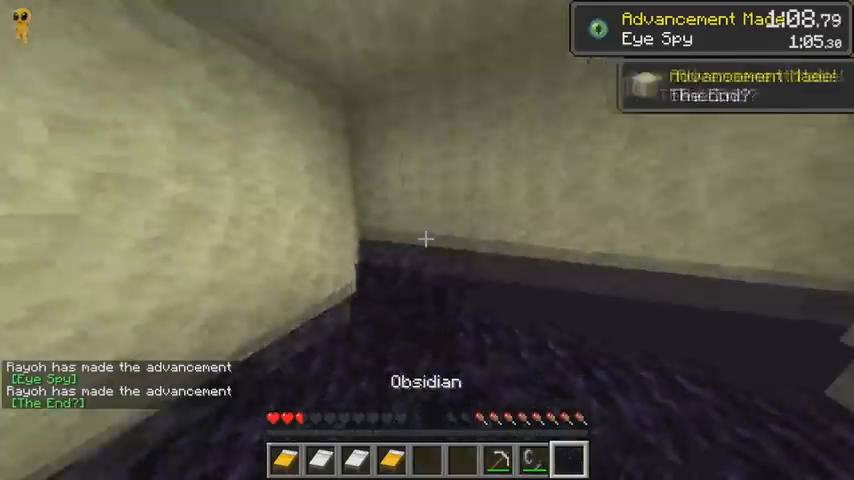 Advancement Made
1:08.79
Eye Spy
1:05.30
Advancement Made!
The End?
Rayoh has made the advancement
[Eye Spy]
Rayoh has made the advancement
[The End?]
Obsidian